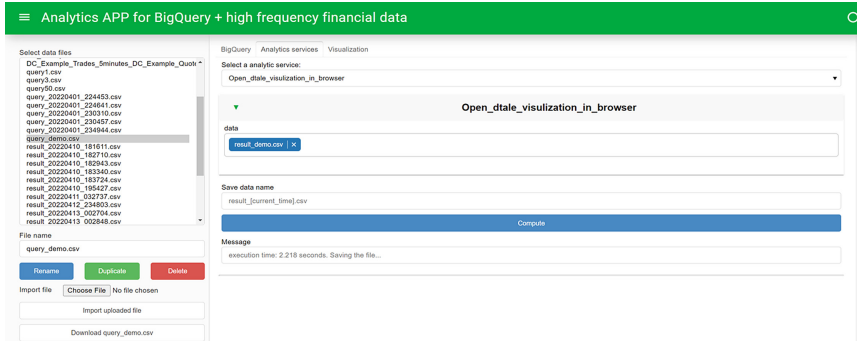 Analytics APP for BigQuery + high frequency financial data
Select data files
DC_Example_Trades_5minutes_DC_Example_Quot
query1.csv
query3.csv
query50.csv
query_20220401_224453.csv
query_20220401_224641.csv
query_20220401_230310.csv
query_20220401_230457.csv
query_20220401_234944.csv
query_demo.csv
result_20220410_181611.csv
result_20220410_182710.csv
result_20220410_182943.csv
result_20220410_183340.csv
result_20220410_183724.csv
result_20220410_195427.csv
result_20220411_032737.csv
result_20220412_234803.csv
result_20220413_002704.csv
result_20220413_002848.csv
File name
query_demo.csv
Rename Duplicate Delete
Import file Choose File No file chosen
Import uploaded file
Download query_demo.csv
BigQuery Analytics services Visualization
Select a analytic service:
Open_dtale_visulization_in_browser
Open_dtale_visulization_in_browser
data
result_demo.csv | ×
Save data name
result_[current_time].csv
Compute
Message
execution time: 2.218 seconds. Saving the file...